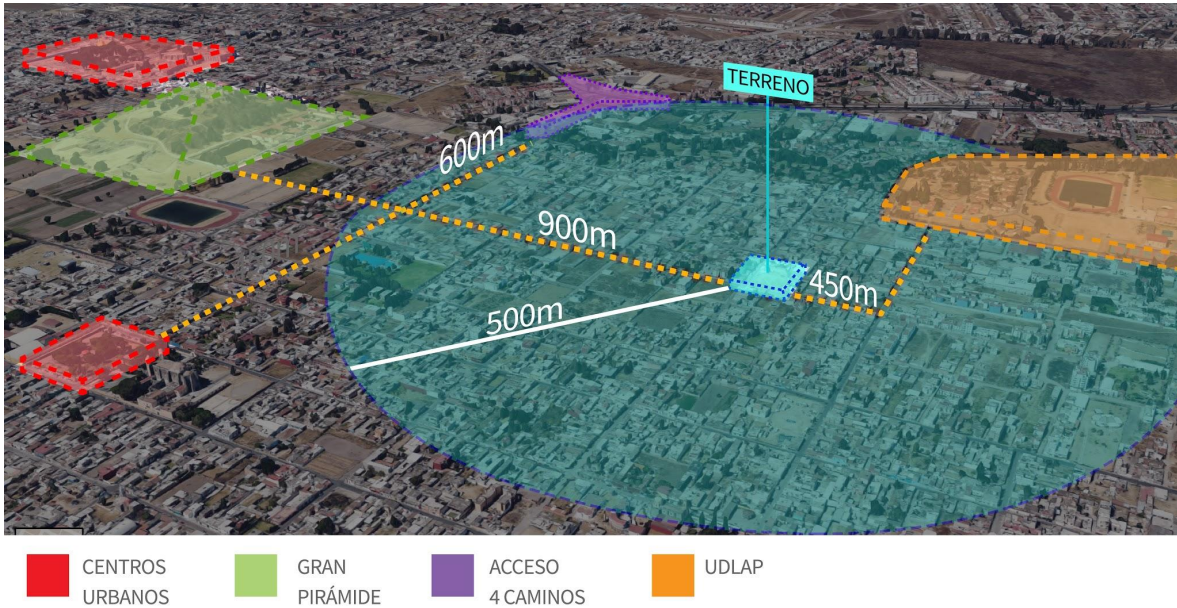 TERRENO
600m
900m
450m
500m
CENTROS
URBANOS
GRAN
PIRÁMIDE
ACCESO
4 CAMINOS
UDLAP